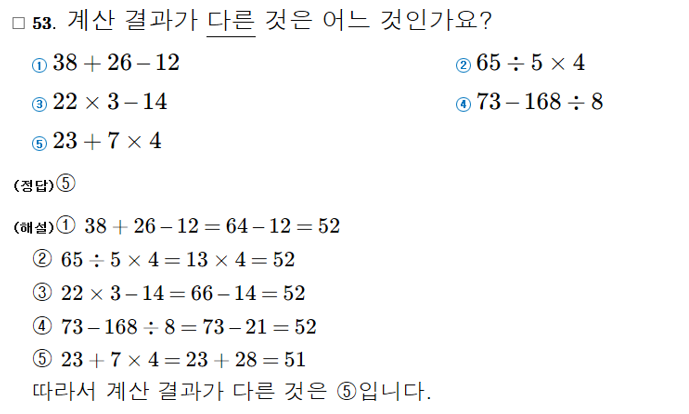 □ 53. 계산 결과가 다른 것은 어느 것인가요?
① 38 + 26 − 12 ② 65 ÷ 5 × 4
③ 22 × 3 − 14 ④ 73 − 168 ÷ 8
⑤ 23 + 7 × 4
(정답)⑤
(해설)① 38 + 26 − 12 = 64 − 12 = 52
② 65 ÷ 5 × 4 = 13 × 4 = 52
③ 22 × 3 − 14 = 66 − 14 = 52
④ 73 − 168 ÷ 8 = 73 − 21 = 52
⑤ 23 + 7 × 4 = 23 + 28 = 51
따라서 계산 결과가 다른 것은 ⑤입니다.